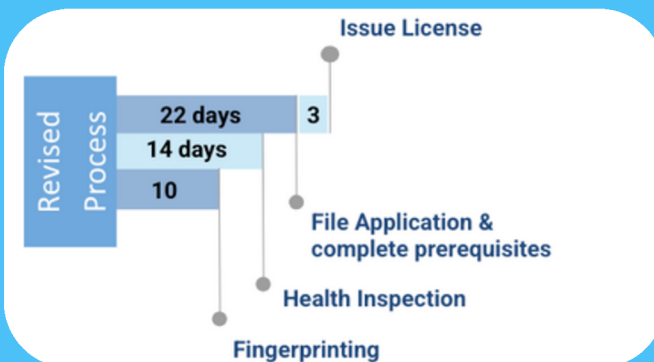 Issue License
Revised
Process
22 days
3
14 days
10
File Application &
complete prerequisites
Health Inspection
Fingerprinting